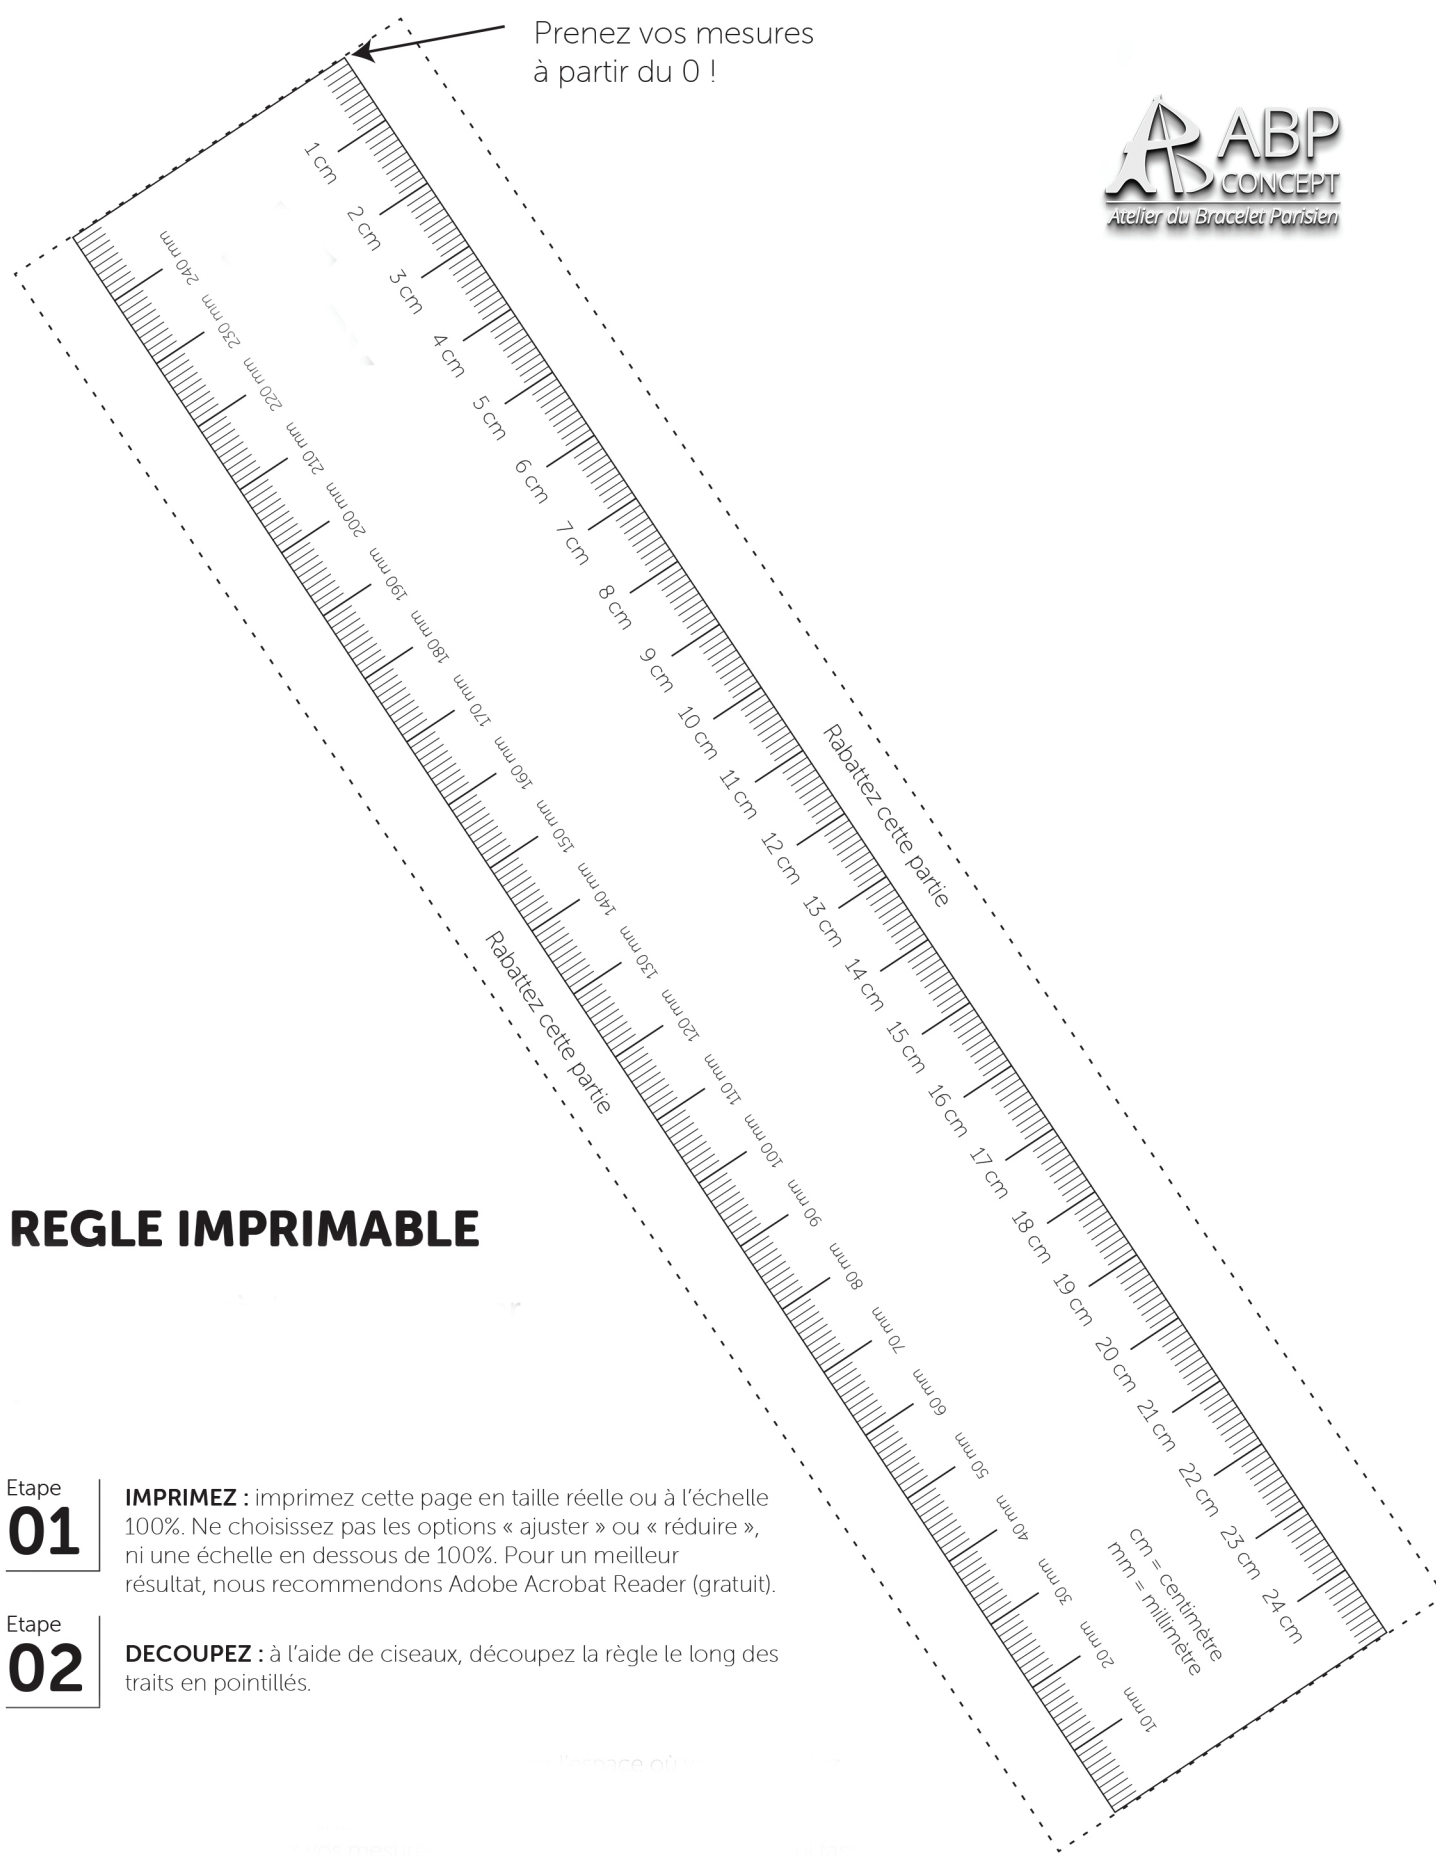 Prenez vos mesures
à partir du 0 !
ABP
CONCEPT
Atelier du Bracelet Parisien
1 cm
2 cm
3 cm
4 cm
5 cm
6 cm
7 cm
8 cm
9 cm
10 cm
11 cm
12 cm
13 cm
14 cm
15 cm
16 cm
17 cm
18 cm
19 cm
20 cm
21 cm
22 cm
23 cm
24 cm
240 mm
230 mm
220 mm
210 mm
200 mm
190 mm
180 mm
170 mm
160 mm
150 mm
140 mm
130 mm
120 mm
110 mm
100 mm
90 mm
80 mm
70 mm
60 mm
50 mm
40 mm
30 mm
20 mm
10 mm
Rabattez cette partie
Rabattez cette partie
cm = centimètre
mm = millimètre
REGLE IMPRIMABLE
Etape
01
IMPRIMEZ : imprimez cette page en taille réelle ou à l'échelle
100%. Ne choisissez pas les options « ajuster » ou « réduire »,
ni une échelle en dessous de 100%. Pour un meilleur
résultat, nous recommendons Adobe Acrobat Reader (gratuit).
Etape
02
DECOUPEZ : à l'aide de ciseaux, découpez la règle le long des
traits en pointillés.